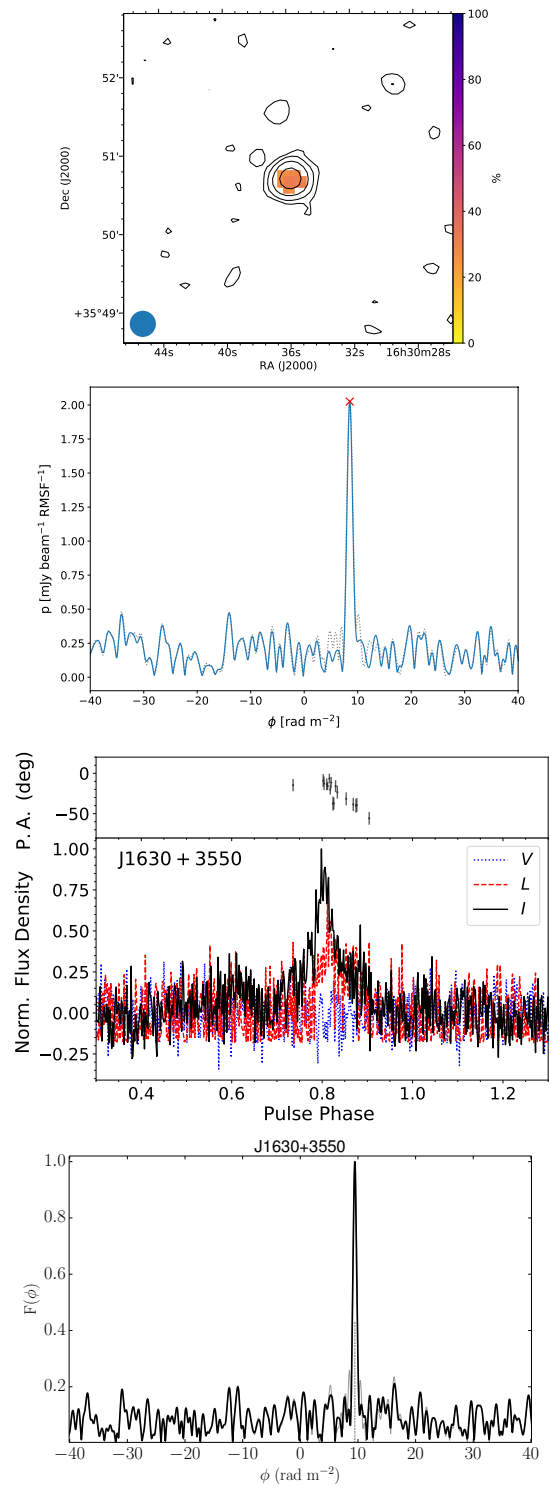 100
80
60
40
20
0
%
52'
51'
50'
+35°49'
Dec (J2000)
44s 40s 36s 32s 16h30m28s
RA (J2000)
2.00
1.75
1.50
1.25
1.00
0.75
0.50
0.25
0.00
p [mJy beam⁻¹ RMSF⁻¹]
−40 −30 −20 −10 0 10 20 30 40
ϕ [rad m⁻²]
P. A. (deg)
0
−50
Norm. Flux Density
1.00
0.75
0.50
0.25
0.00
−0.25
J1630 + 3550
V
L
I
0.4 0.6 0.8 1.0 1.2
Pulse Phase
J1630+3550
1.0
0.8
0.6
0.4
0.2
F(ϕ)
−40 −30 −20 −10 0 10 20 30 40
ϕ (rad m⁻²)